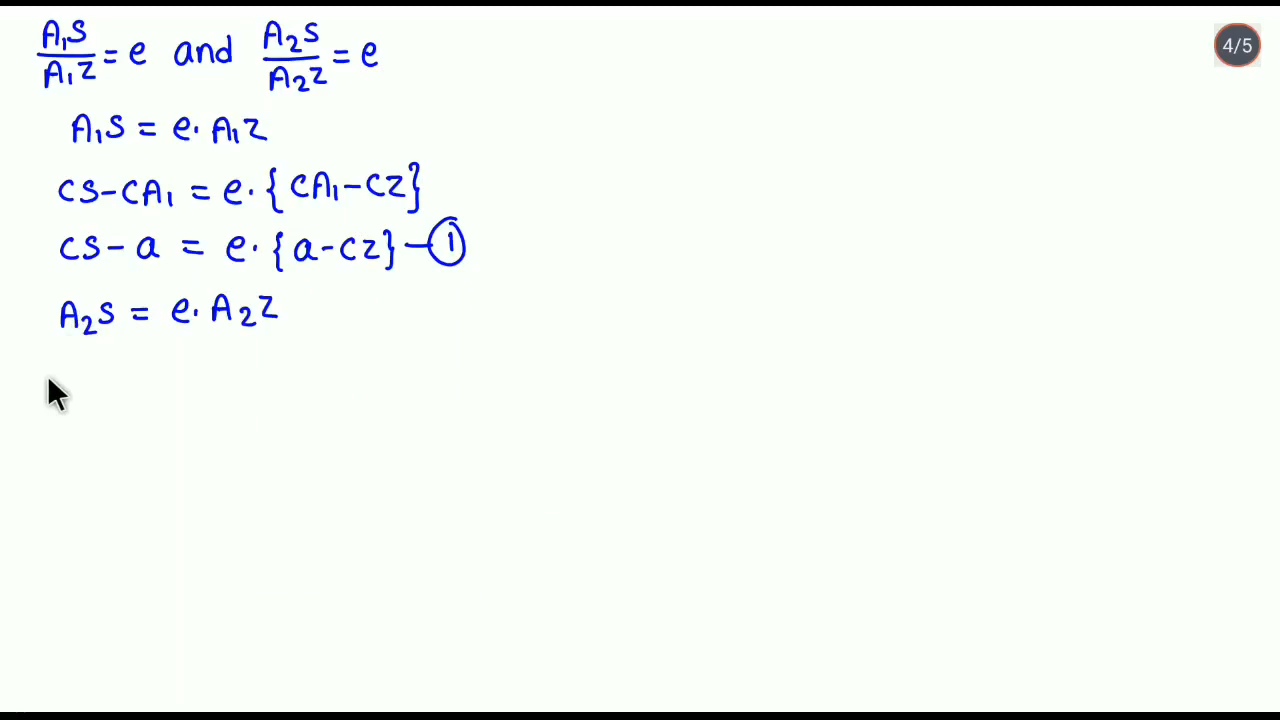 A₁S/A₁Z = e and A₂S/A₂Z = e
4/5
A₁S = e· A₁Z
CS-CA₁ = e· {CA₁-CZ}
CS- a = e· {a-CZ} — ①
A₂S = e· A₂Z